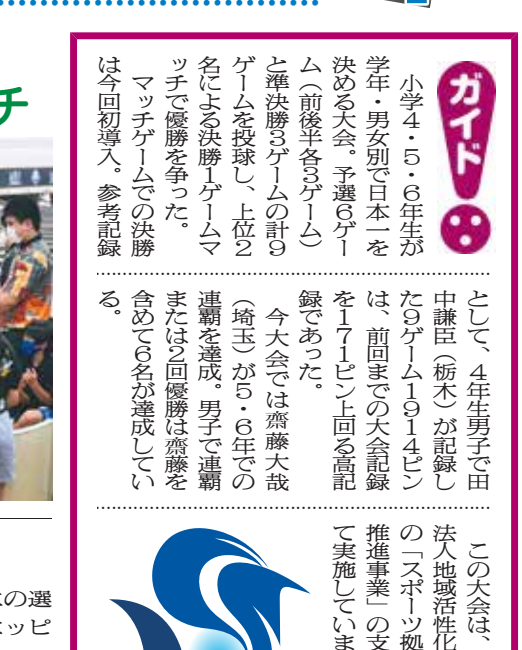 ガイド!
小学4・5・6年生が
学年・男女別で日本一を
決める大会。予選6ゲー
ム(前後半各3ゲーム)
と準決勝3ゲームの計9
ゲームを投球し、上位2
名による決勝1ゲームマ
ッチで優勝を争った。
マッチゲームでの決勝
は今回初導入。参考記録
として、4年生男子で田
中謙臣(栃木)が記録し
た9ゲーム1914ピン
は、前回までの大会記録
を171ピン上回る高記
録であった。
今大会では齋藤大哉
(埼玉)が5・6年での
連覇を達成。男子で連覇
または2回優勝は齋藤を
含めて6名が達成してい
る。
この大会は、
法人地域活性化
の「スポーツ拠
推進事業」の支
て実施していま
チ
の選
ッピ